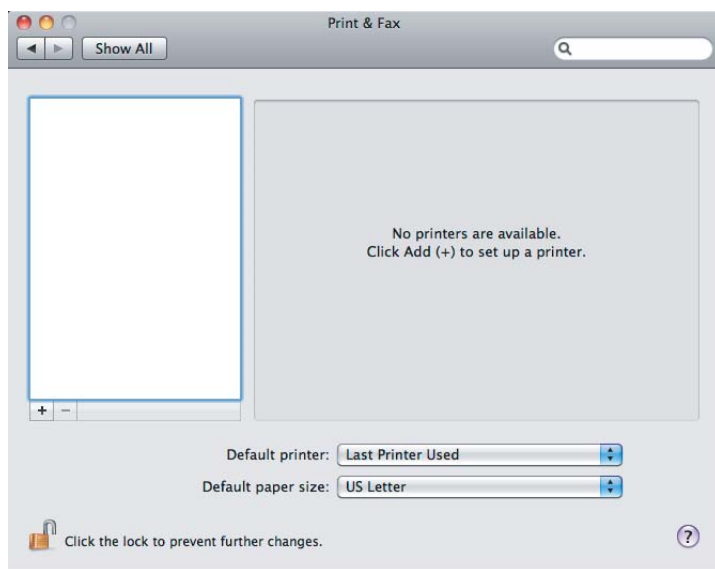 Print & Fax
Show All
No printers are available.
Click Add (+) to set up a printer.
+ −
Default printer: Last Printer Used
Default paper size: US Letter
Click the lock to prevent further changes.
?